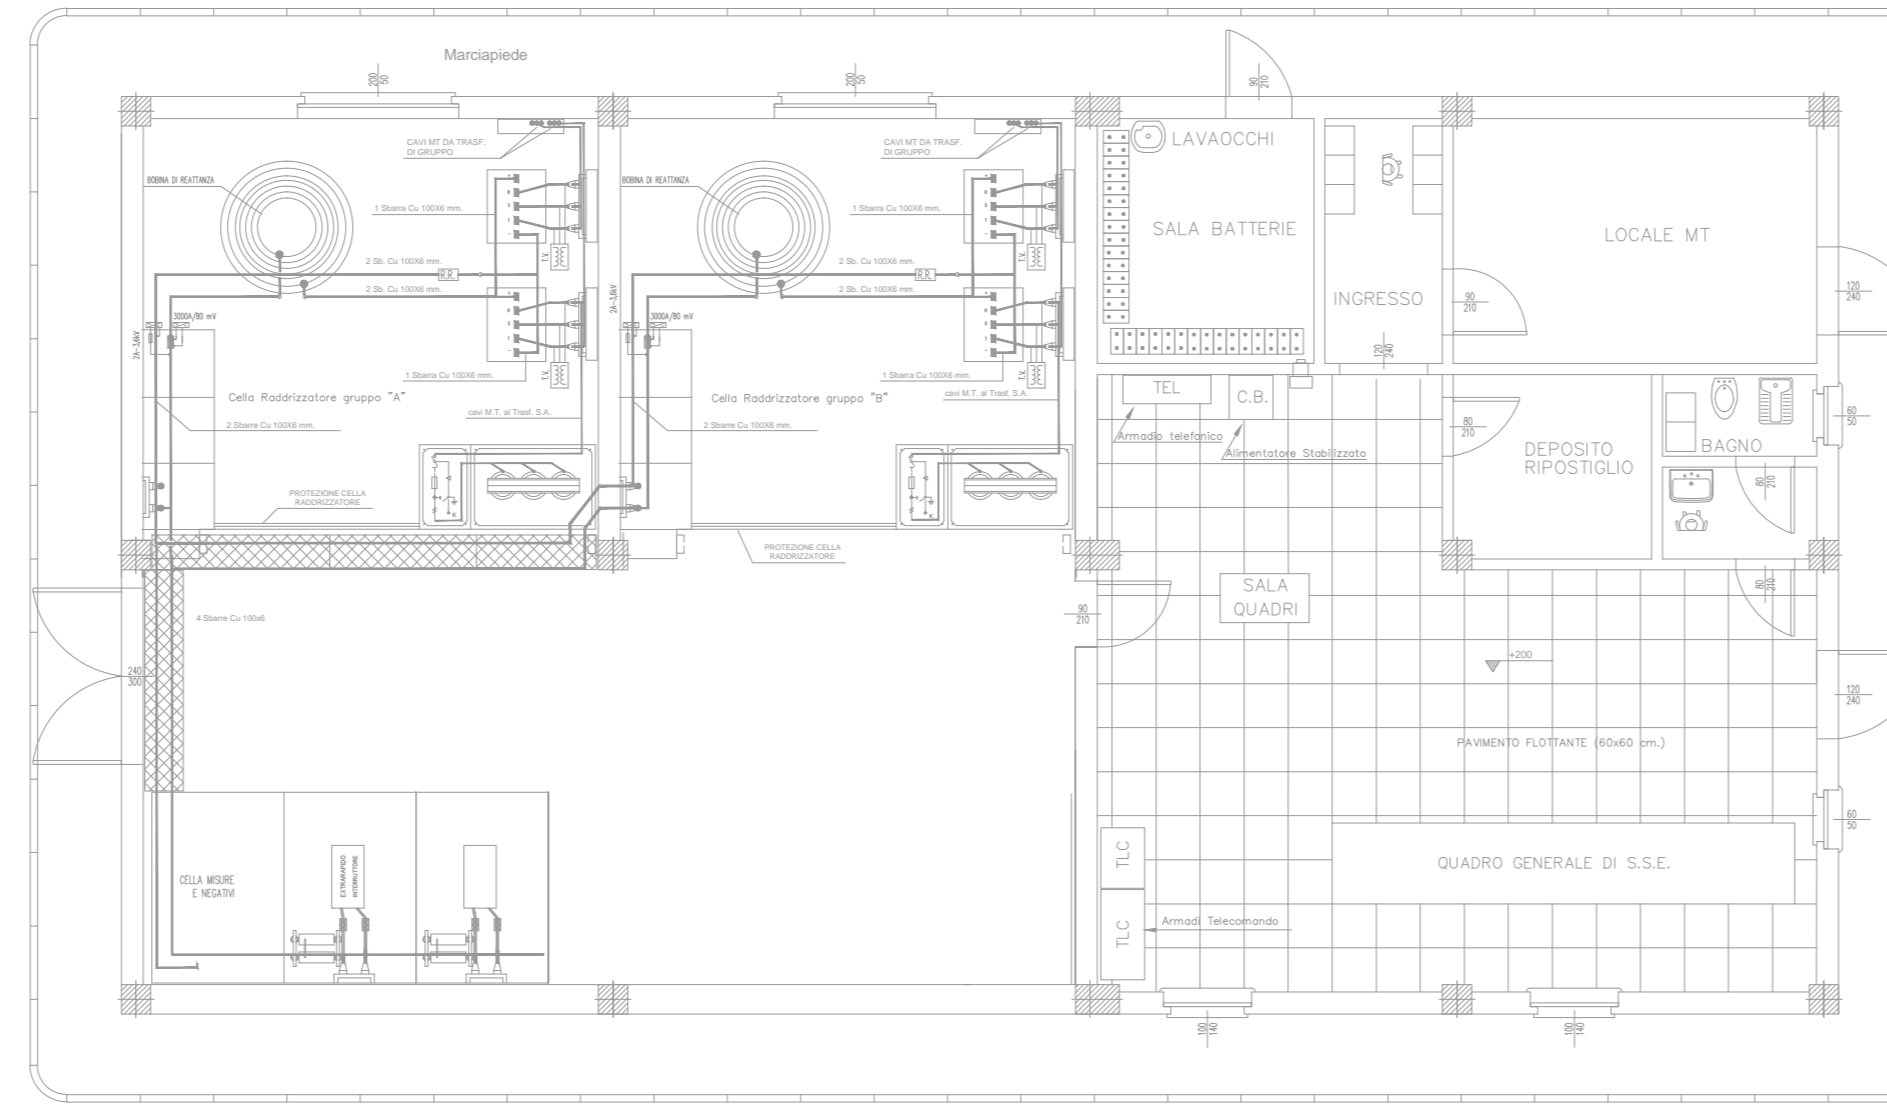 Marciapiede
200
50
200
50
90
210
CAVI MT DA TRASF.
DI GRUPPO
CAVI MT DA TRASF.
DI GRUPPO
LAVAOCCHI
BOBINA DI REATTANZA
BOBINA DI REATTANZA
1 Sbarra Cu 100X6 mm.
1 Sbarra Cu 100X6 mm.
SALA BATTERIE
LOCALE MT
T.V.
T.V.
2 Sb. Cu 100X6 mm.
2 Sb. Cu 100X6 mm.
R.R.
R.R.
2 Sb. Cu 100X6 mm.
2 Sb. Cu 100X6 mm.
INGRESSO
90
210
120
240
3000A/80 mV
3000A/80 mV
2A-3,6kV
2A-3,6kV
120
240
1 Sbarra Cu 100X6 mm.
1 Sbarra Cu 100X6 mm.
T.V.
T.V.
TEL
C.B.
Cella Raddrizzatore gruppo "A"
Cella Raddrizzatore gruppo "B"
cavi M.T. al Trasf. S.A.
cavi M.T. al Trasf. S.A.
2 Sbarre Cu 100X6 mm.
2 Sbarre Cu 100X6 mm.
Armadio telefonico
Alimentatore Stabilizzato
80
210
DEPOSITO
RIPOSTIGLIO
BAGNO
60
50
80
210
K
K
PROTEZIONE CELLA
RADDRIZZATORE
PROTEZIONE CELLA
RADDRIZZATORE
SALA
QUADRI
80
210
90
210
4 Sbarre Cu 100x6
+200
240
300
120
240
PAVIMENTO FLOTTANTE (60x60 cm.)
60
50
CELLA MISURE
E NEGATIVI
EXTRARAPIDO
INTERRUTTORE
TLC
QUADRO GENERALE DI S.S.E.
TLC
Armadi Telecomando
100
140
100
140